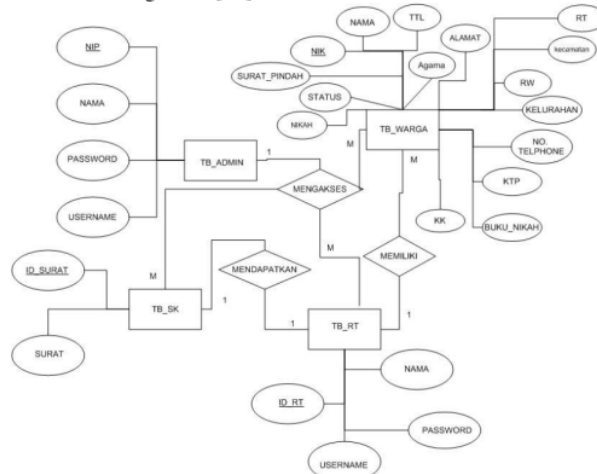 NAMA
TTL
RT
NIP
NIK
ALAMAT
kecamatan
Agama
SURAT_PINDAH
RW
NAMA
STATUS
KELURAHAN
NIKAH
TB_WARGA
TB_ADMIN
1
M
M
NO.
TELPHONE
PASSWORD
MENGAKSES
KTP
USERNAME
KK
BUKU_NIKAH
M
MEMILIKI
ID_SURAT
M
MENDAPATKAN
TB_SK
1
1
TB_RT
1
SURAT
NAMA
ID_RT
PASSWORD
USERNAME